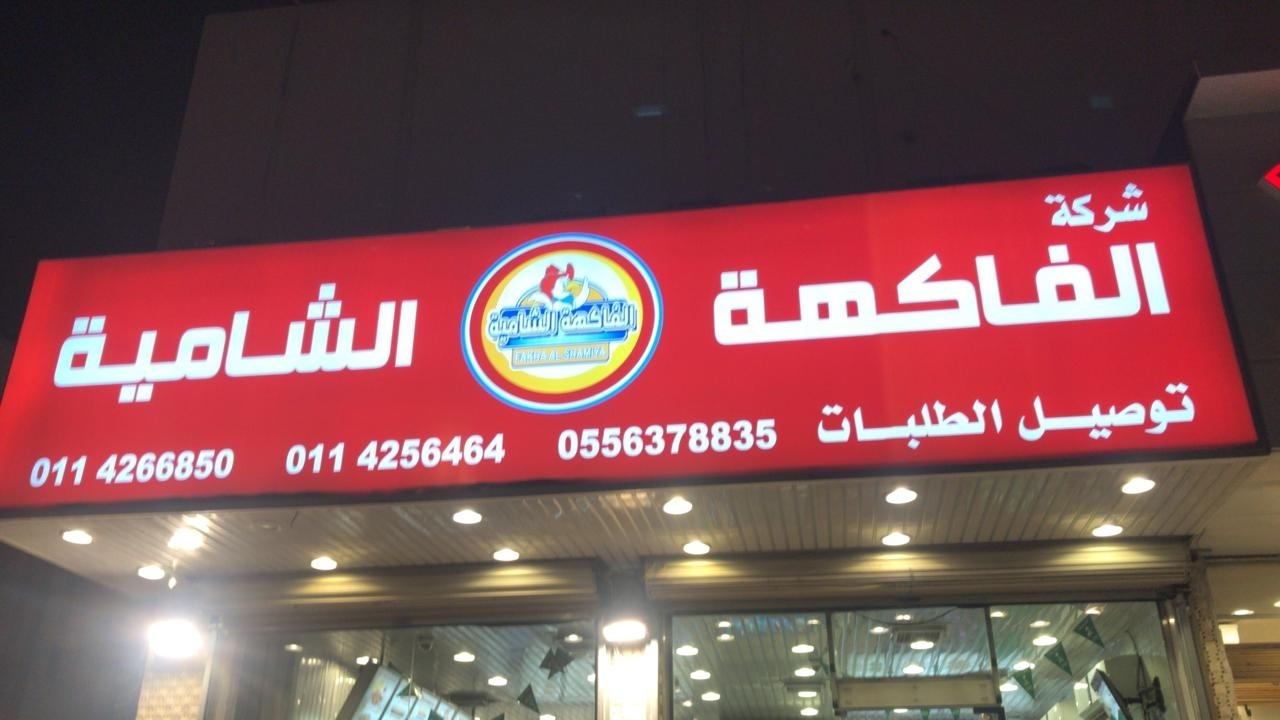 شركة
الفاكهة الشامية
الفاكهة الشامية
FAKHA AL SHAMIYA
توصيل الطلبات 0556378835 011 4256464 011 4266850